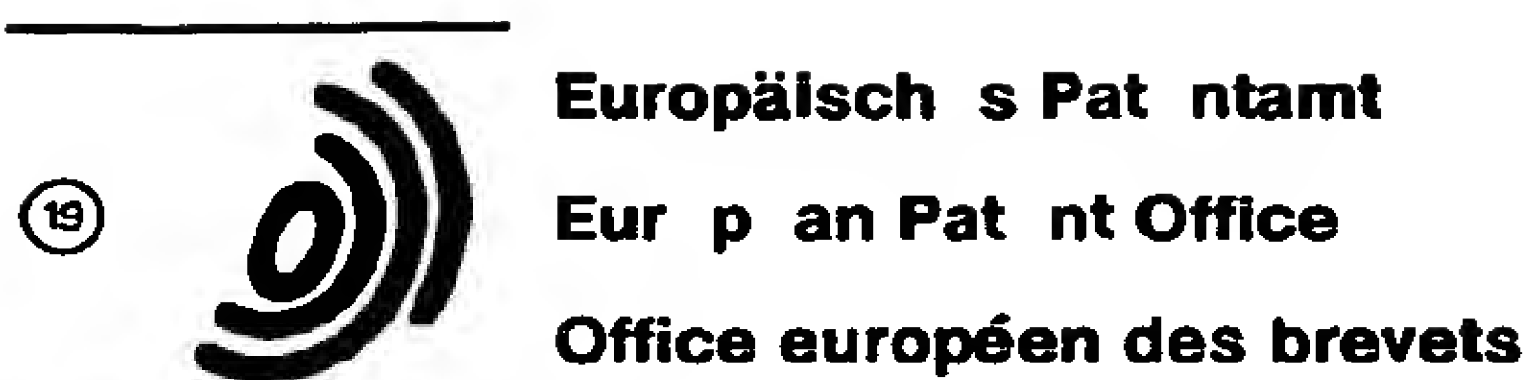 Europäisch s Pat ntamt
⑲ Eur p an Pat nt Office
Office européen des brevets